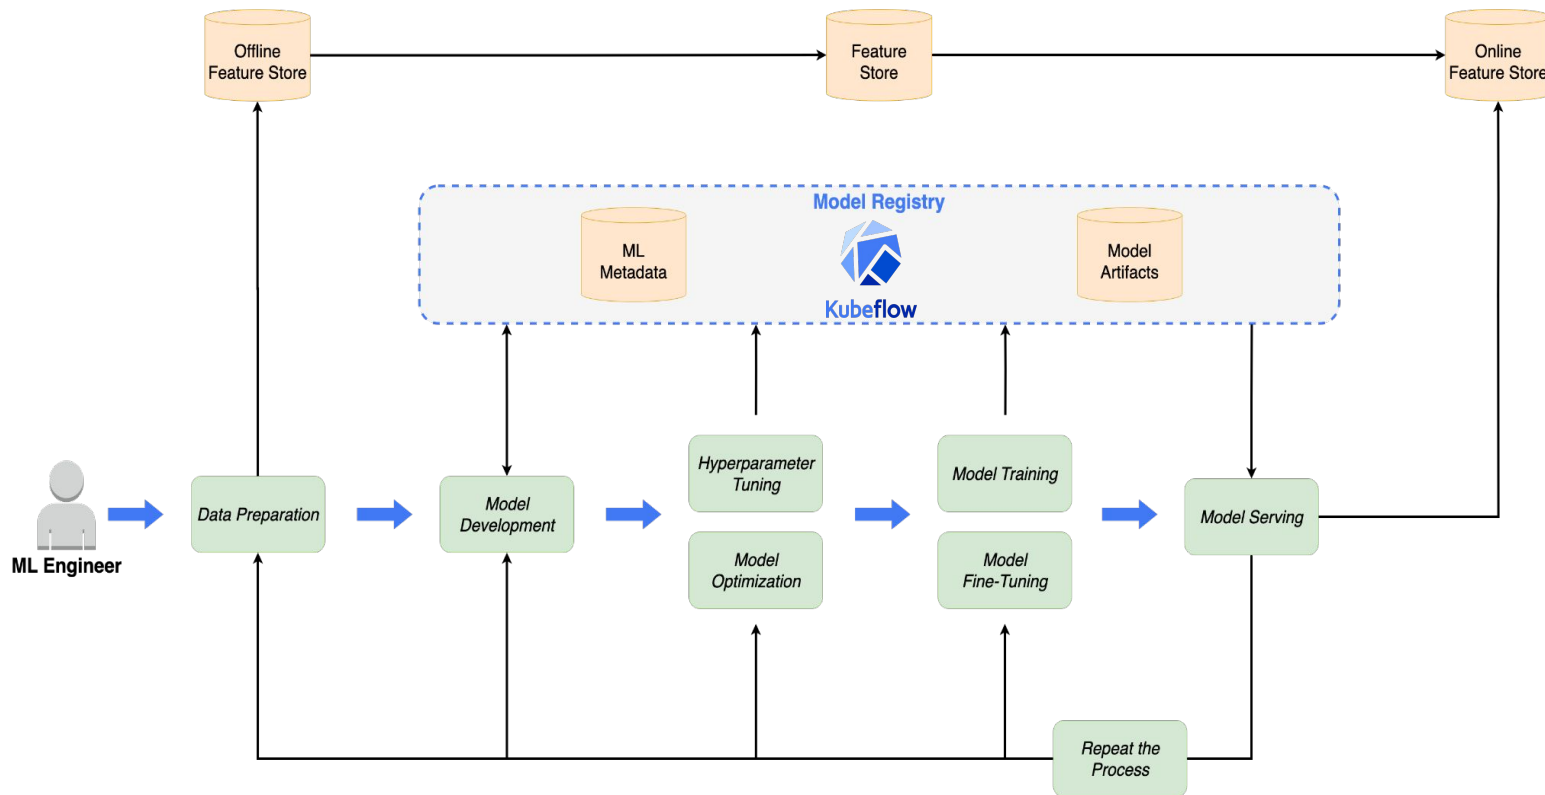 Offline
Feature Store
Feature
Store
Online
Feature Store
Model Registry
ML
Metadata
Kubeflow
Model
Artifacts
ML Engineer
Data Preparation
Model
Development
Hyperparameter
Tuning
Model
Optimization
Model Training
Model
Fine-Tuning
Model Serving
Repeat the
Process